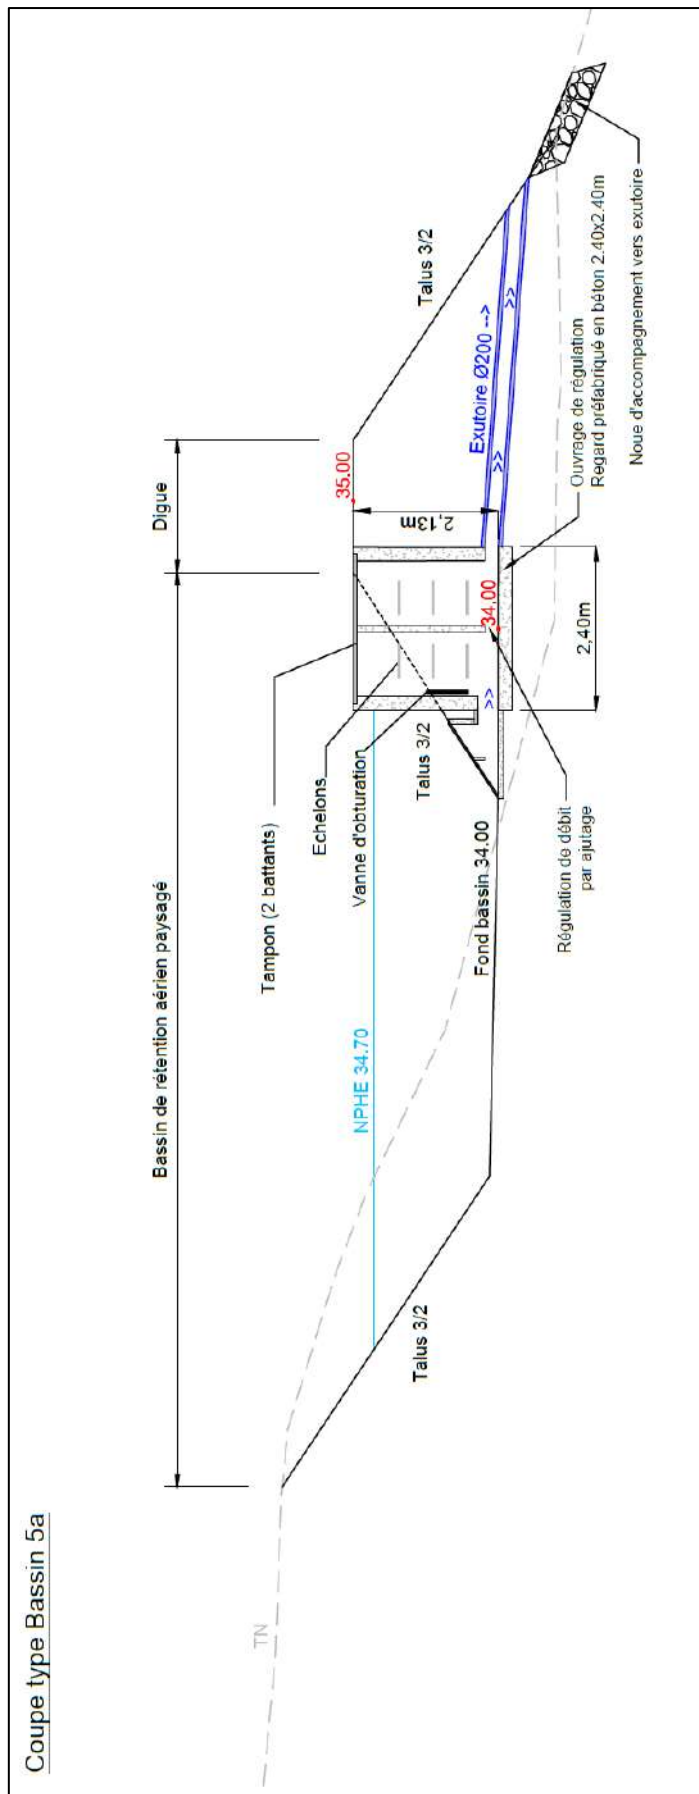 Coupe type Bassin 5a
TN
Bassin de rétention aérien paysagé
Digue
Tampon (2 battants)
Echelons
Vanne d'obturation
NPHE 34.70
Talus 3/2
Talus 3/2
Talus 3/2
35.00
2,13m
34.00
>>
Exutoire Ø200 -->
>>
>>
Fond bassin 34.00
2,40m
Régulation de débit
par ajutage
Ouvrage de régulation
Regard préfabriqué en béton 2.40x2.40m
Noue d'accompagnement vers exutoire